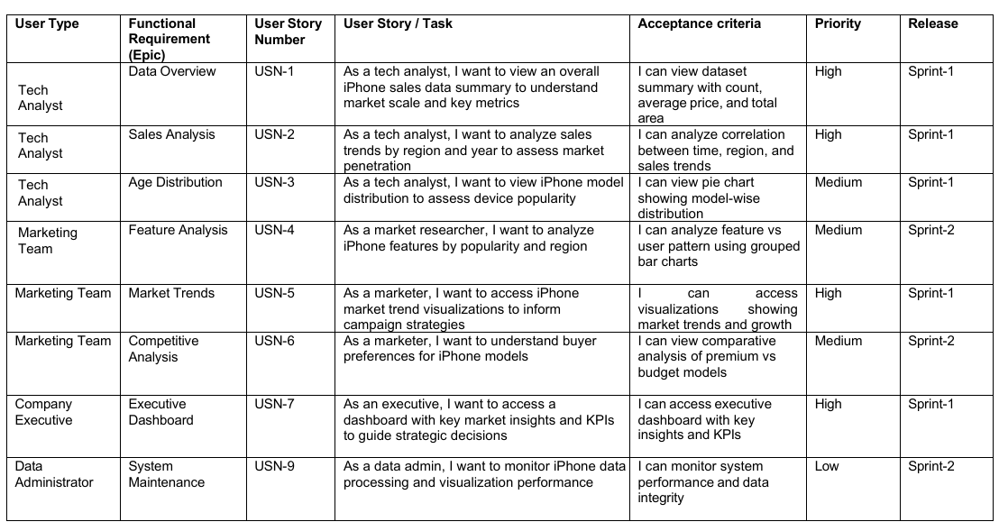 User Type | Functional Requirement (Epic) | User Story Number | User Story / Task | Acceptance criteria | Priority | Release
Tech Analyst | Data Overview | USN-1 | As a tech analyst, I want to view an overall iPhone sales data summary to understand market scale and key metrics | I can view dataset summary with count, average price, and total area | High | Sprint-1
Tech Analyst | Sales Analysis | USN-2 | As a tech analyst, I want to analyze sales trends by region and year to assess market penetration | I can analyze correlation between time, region, and sales trends | High | Sprint-1
Tech Analyst | Age Distribution | USN-3 | As a tech analyst, I want to view iPhone model distribution to assess device popularity | I can view pie chart showing model-wise distribution | Medium | Sprint-1
Marketing Team | Feature Analysis | USN-4 | As a market researcher, I want to analyze iPhone features by popularity and region | I can analyze feature vs user pattern using grouped bar charts | Medium | Sprint-2
Marketing Team | Market Trends | USN-5 | As a marketer, I want to access iPhone market trend visualizations to inform campaign strategies | I can access visualizations showing market trends and growth | High | Sprint-1
Marketing Team | Competitive Analysis | USN-6 | As a marketer, I want to understand buyer preferences for iPhone models | I can view comparative analysis of premium vs budget models | Medium | Sprint-2
Company Executive | Executive Dashboard | USN-7 | As an executive, I want to access a dashboard with key market insights and KPIs to guide strategic decisions | I can access executive dashboard with key insights and KPIs | High | Sprint-1
Data Administrator | System Maintenance | USN-9 | As a data admin, I want to monitor iPhone data processing and visualization performance | I can monitor system performance and data integrity | Low | Sprint-2